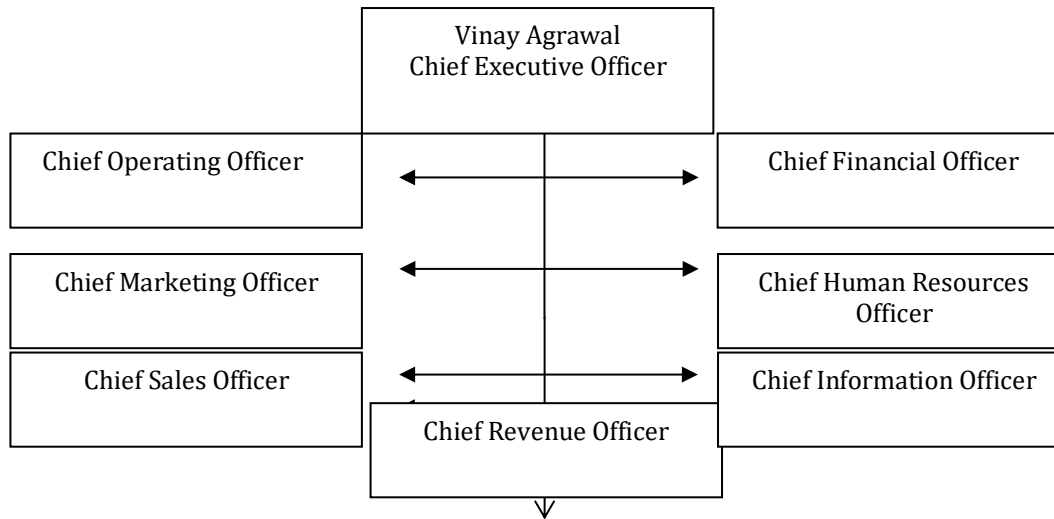 Vinay Agrawal
Chief Executive Officer
Chief Operating Officer
Chief Financial Officer
Chief Marketing Officer
Chief Human Resources
Officer
Chief Sales Officer
Chief Information Officer
Chief Revenue Officer